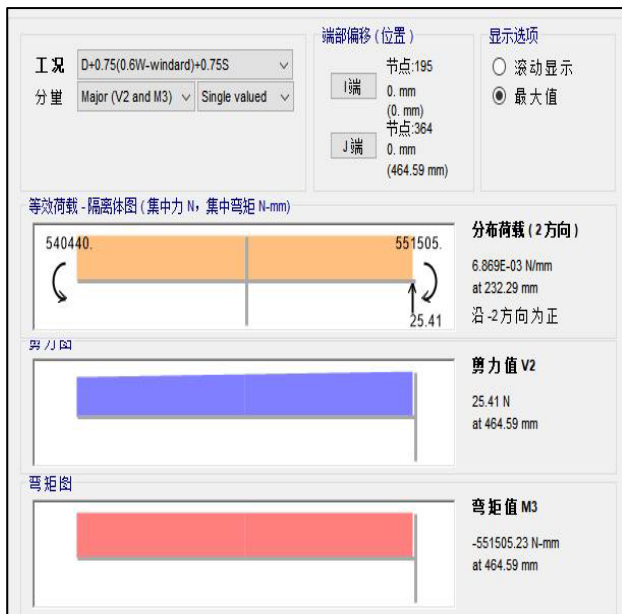 端部偏移 (位置)
显示选项
工况
D+0.75(0.6W-windard)+0.75S
分量
Major (V2 and M3)
Single valued
I端
节点:195
0. mm
(0. mm)
J 端
节点:364
0. mm
(464.59 mm)
滚动显示
最大值
等效荷载 - 隔离体图 (集中力 N，集中弯矩 N-mm)
540440.
551505.
25.41
分布荷载 (2方向)
6.869E-03 N/mm
at 232.29 mm
沿 -2方向为正
剪力图
剪力值 V2
25.41 N
at 464.59 mm
弯矩图
弯矩值 M3
-551505.23 N-mm
at 464.59 mm